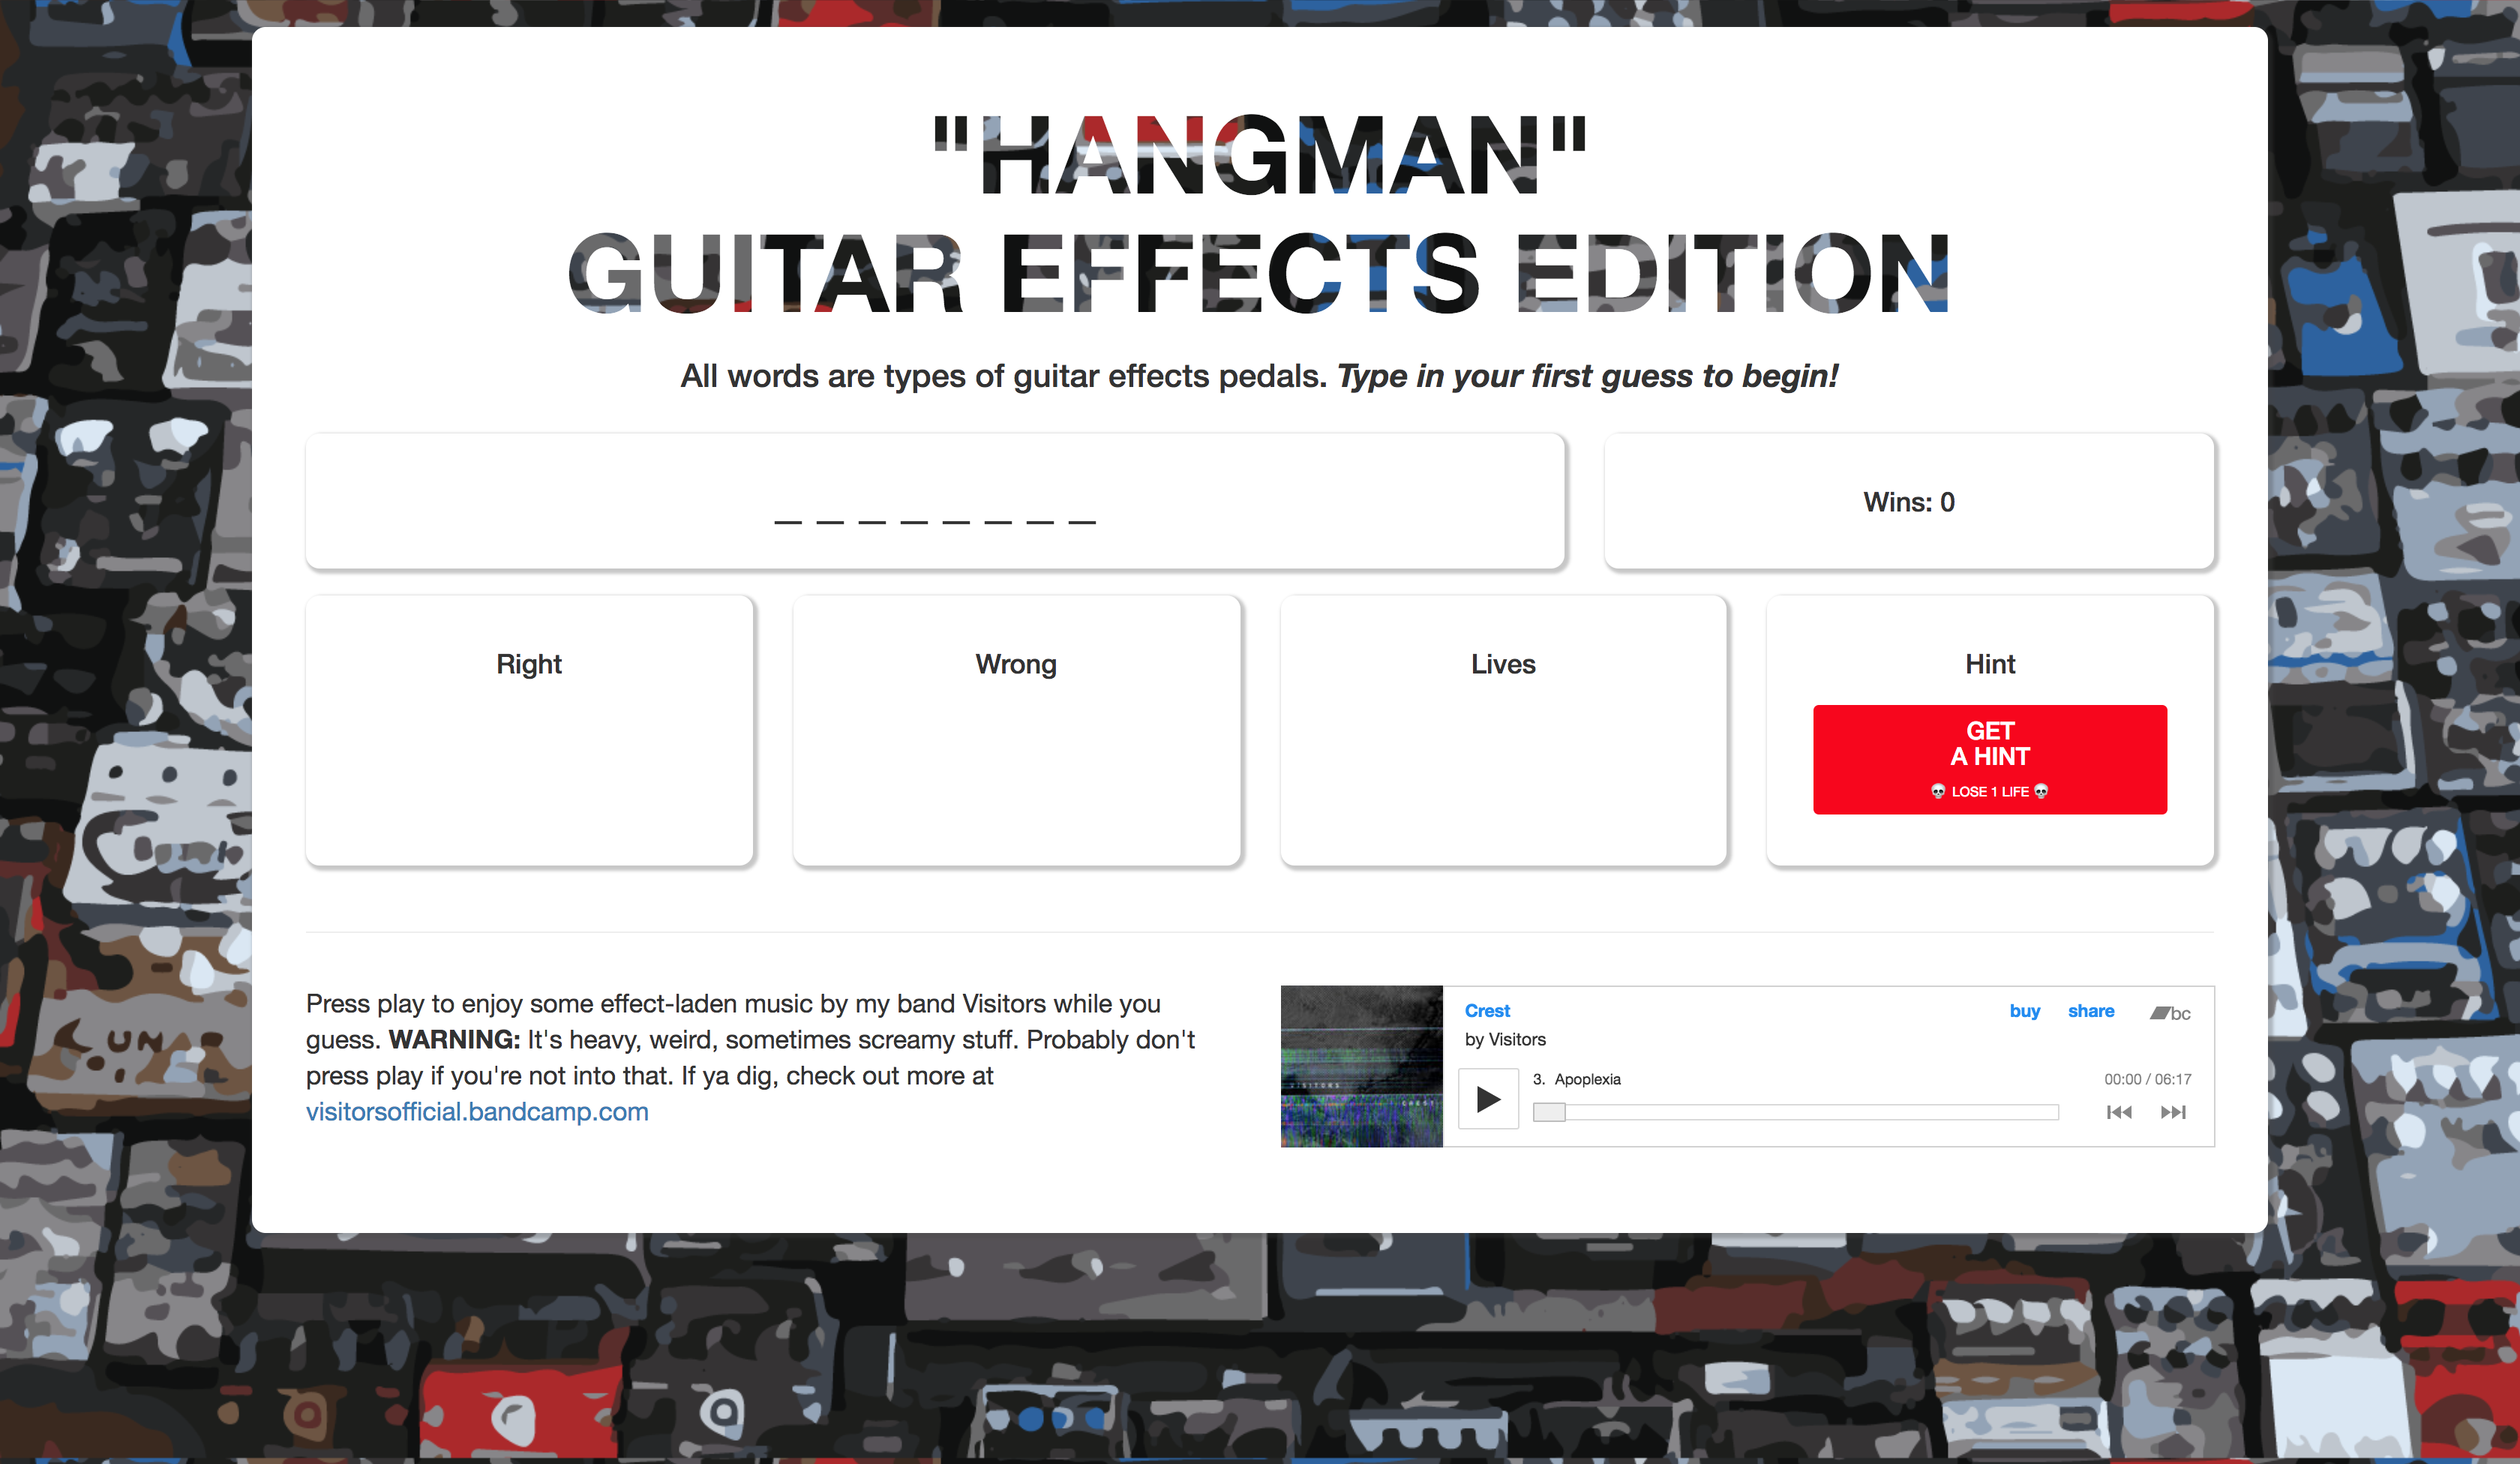 "HANGMAN"
GUITAR EFFECTS EDITION
All words are types of guitar effects pedals. Type in your first guess to begin!
_ _ _ _ _ _ _ _
Wins: 0
Right
Wrong
Lives
Hint
GET
A HINT
💀 LOSE 1 LIFE 💀
Press play to enjoy some effect-laden music by my band Visitors while you
guess. WARNING: It's heavy, weird, sometimes screamy stuff. Probably don't
press play if you're not into that. If ya dig, check out more at
visitorsofficial.bandcamp.com
VISITORS
CREST
Crest
buy share bc
by Visitors
3. Apoplexia
00:00 / 06:17